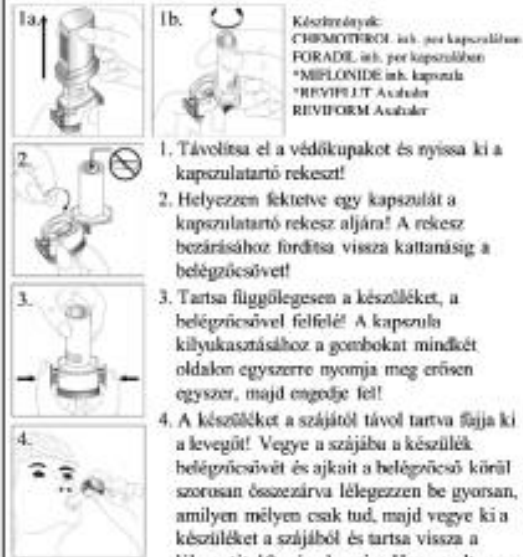 1a.
1b.
Készítmények:
CHEMOTEROL inh. por kapszulában
FORADIL inh. por kapszulában
*MIFLONIDE inh. kapszula
*REVIFLUT Axahaler
REVIFORM Axahaler
1. Távolítsa el a védőkupakot és nyissa ki a
kapszulatartó rekeszt!
2.
2. Helyezzen fektetve egy kapszulát a
kapszulatartó rekesz aljára! A rekesz
bezárásához fordítsa vissza kattanásig a
belégzőcsövet!
3.
3. Tartsa függőlegesen a készüléket, a
belégzőcsővel felfelé! A kapszula
kilyukasztásához a gombokat mindkét
oldalon egyszerre nyomja meg erősen
egyszer, majd engedje fel!
4.
4. A készüléket a szájától távol tartva fújja ki
a levegőt! Vegye a szájába a készülék
belégzőcsövét és ajkait a belégzőcső körül
szorosan összezárva lélegezzen be gyorsan,
amilyen mélyen csak tud, majd vegye ki a
készüléket a szájából és tartsa vissza a